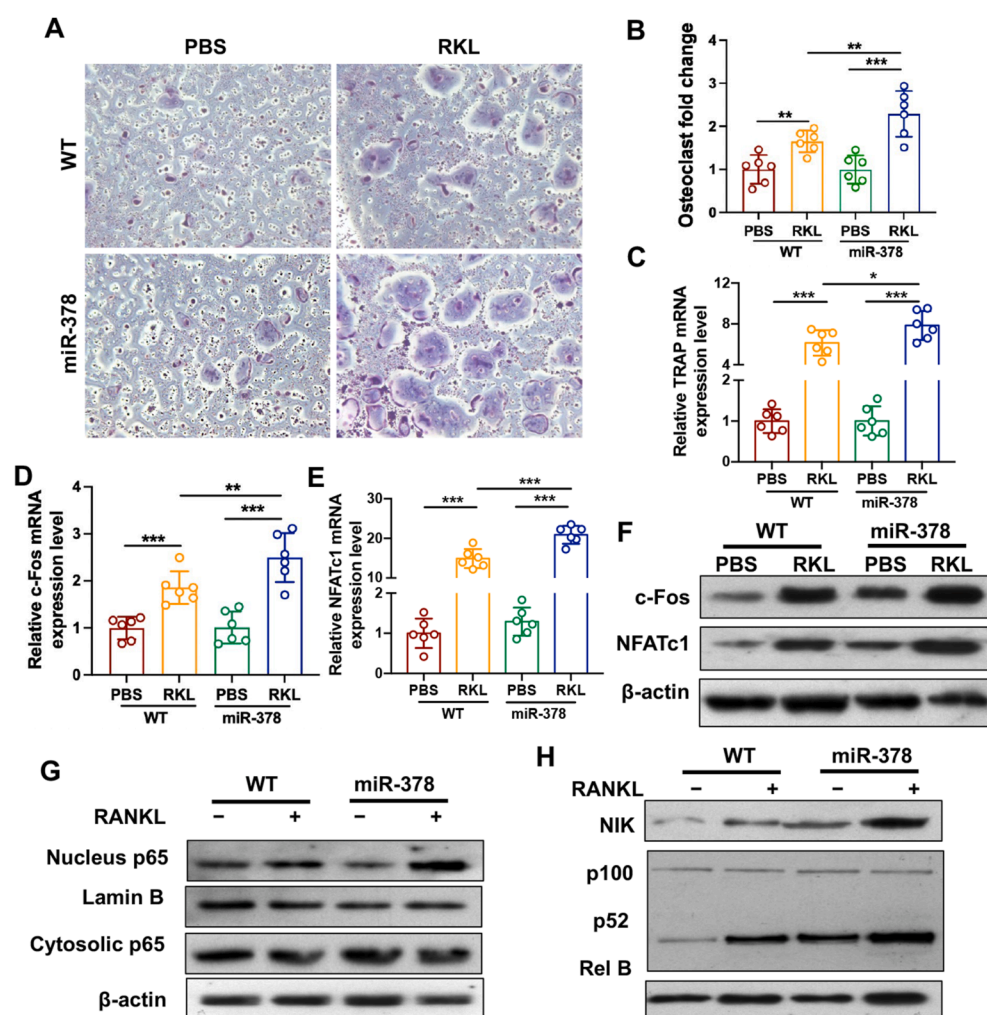 A
PBS
RKL
WT
miR-378
B
Osteoclast fold change
4
3
2
1
0
**
**
***
PBS
RKL
PBS
RKL
WT
miR-378
C
Relative TRAP mRNA
expression level
12
8
4
2
1
0
***
*
***
PBS
RKL
PBS
RKL
WT
miR-378
D
Relative c-Fos mRNA
expression level
4
3
2
1
0
***
**
***
PBS
RKL
PBS
RKL
WT
miR-378
E
Relative NFATc1 mRNA
expression level
30
20
10
2
1
0
***
***
***
PBS
RKL
PBS
RKL
WT
miR-378
F
WT
miR-378
PBS
RKL
PBS
RKL
c-Fos
NFATc1
β-actin
G
WT
miR-378
RANKL
–
+
–
+
Nucleus p65
Lamin B
Cytosolic p65
β-actin
H
WT
miR-378
RANKL
–
+
–
+
NIK
p100
p52
Rel B